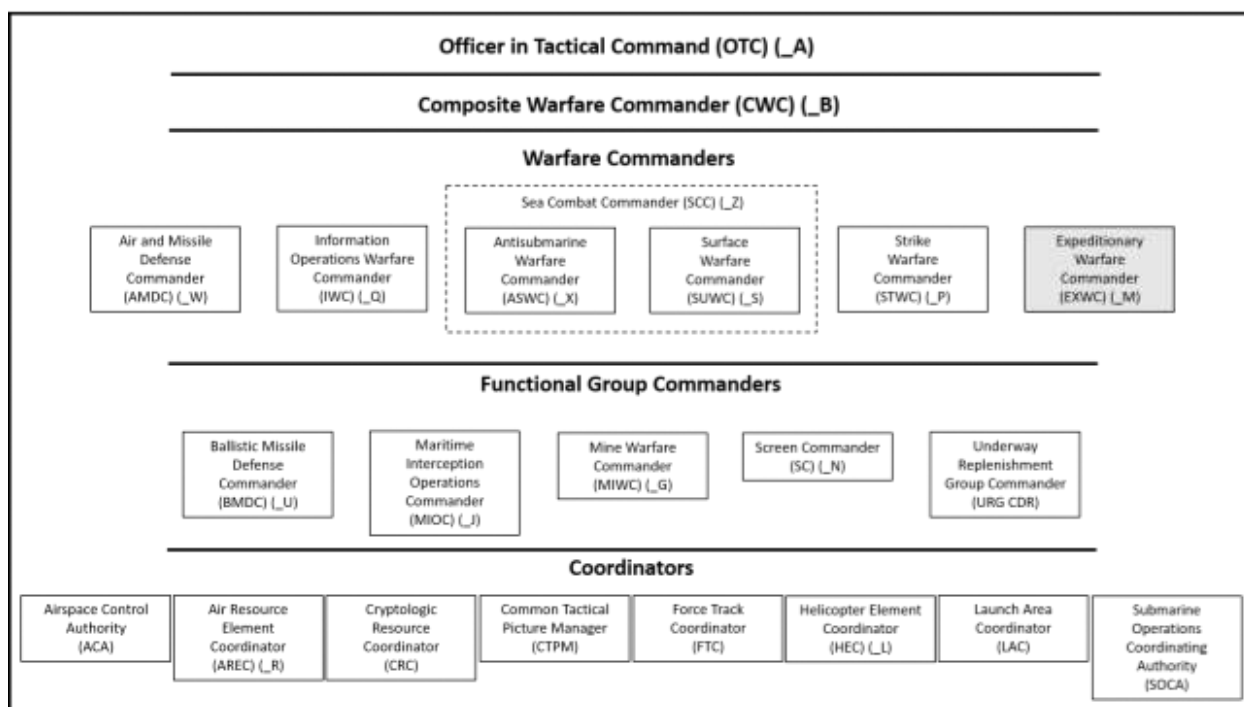 Officer in Tactical Command (OTC) (_A)
Composite Warfare Commander (CWC) (_B)
Warfare Commanders
Sea Combat Commander (SCC) (_Z)
Air and Missile
Defense
Commander
(AMDC) (_W)
Information
Operations Warfare
Commander
(IWC) (_Q)
Antisubmarine
Warfare
Commander
(ASWC) (_X)
Surface
Warfare
Commander
(SUWC) (_S)
Strike
Warfare
Commander
(STWC) (_P)
Expeditionary
Warfare
Commander
(EXWC) (_M)
Functional Group Commanders
Ballistic Missile
Defense
Commander
(BMDC) (_U)
Maritime
Interception
Operations
Commander
(MIOC) (_J)
Mine Warfare
Commander
(MIWC) (_G)
Screen Commander
(SC) (_N)
Underway
Replenishment
Group Commander
(URG CDR)
Coordinators
Airspace Control
Authority
(ACA)
Air Resource
Element
Coordinator
(AREC) (_R)
Cryptologic
Resource
Coordinator
(CRC)
Common Tactical
Picture Manager
(CTPM)
Force Track
Coordinator
(FTC)
Helicopter Element
Coordinator
(HEC) (_L)
Launch Area
Coordinator
(LAC)
Submarine
Operations
Coordinating
Authority
(SOCA)